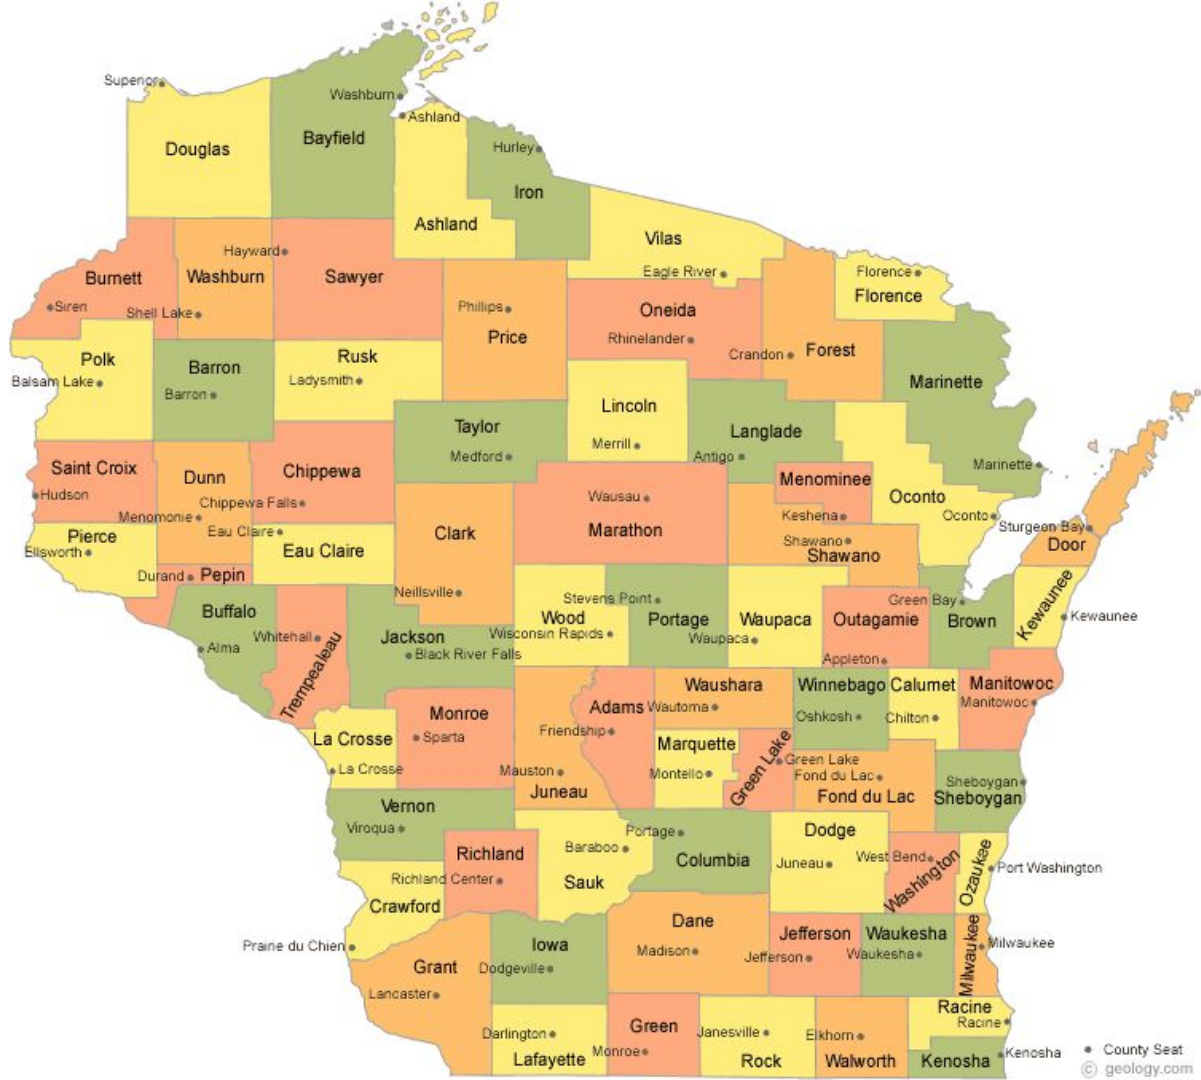 Superior
Washburn
Ashland
Douglas
Bayfield
Hurley
Iron
Ashland
Vilas
Eagle River
Hayward
Burnett
Washburn
Sawyer
Siren
Shell Lake
Phillips
Price
Oneida
Rhinelander
Crandon
Forest
Florence
Florence
Polk
Balsam Lake
Barron
Barron
Rusk
Ladysmith
Marinette
Lincoln
Merrill
Taylor
Medford
Langlade
Antigo
Marinette
Saint Croix
Hudson
Dunn
Menomonie
Chippewa
Chippewa Falls
Wausau
Marathon
Menominee
Keshena
Oconto
Oconto
Sturgeon Bay
Door
Pierce
Ellsworth
Eau Claire
Eau Claire
Clark
Neillsville
Shawano
Shawano
Durand
Pepin
Buffalo
Alma
Whitehall
Trempealeau
Jackson
Black River Falls
Wood
Wisconsin Rapids
Stevens Point
Portage
Waupaca
Waupaca
Outagamie
Appleton
Green Bay
Brown
Kewaunee
Kewaunee
La Crosse
La Crosse
Monroe
Sparta
Adams
Friendship
Mauston
Juneau
Waushara
Wautoma
Winnebago
Oshkosh
Calumet
Chilton
Manitowoc
Manitowoc
Marquette
Montello
Green Lake
Green Lake
Fond du Lac
Fond du Lac
Sheboygan
Sheboygan
Vernon
Viroqua
Richland
Richland Center
Baraboo
Sauk
Portage
Columbia
Dodge
Juneau
West Bend
Washington
Ozaukee
Port Washington
Crawford
Prairie du Chien
Grant
Lancaster
Iowa
Dodgeville
Dane
Madison
Jefferson
Jefferson
Waukesha
Waukesha
Milwaukee
Milwaukee
Darlington
Lafayette
Green
Monroe
Janesville
Rock
Elkhorn
Walworth
Racine
Racine
Kenosha
Kenosha
County Seat
© geology.com